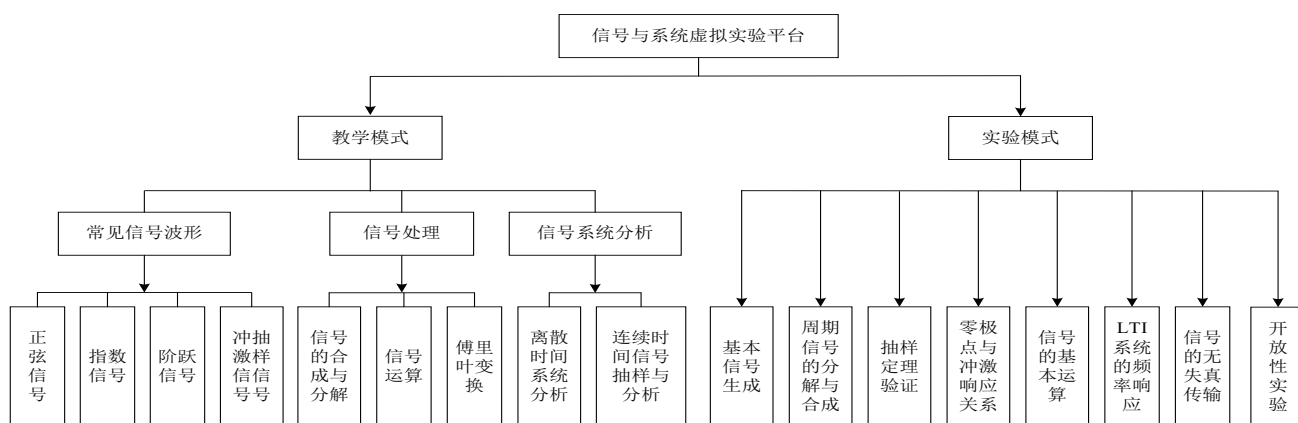 信号与系统虚拟实验平台
教学模式
实验模式
常见信号波形
信号处理
信号系统分析
正
弦
信
号
指数
信号
阶跃
信号
冲抽
激样
信信
号号
信号
的合
成与
分解
信号
运算
傅里
叶变
换
离散
时间
系统
分析
连续时
间信号
抽样与
分析
基本
信号
生成
周期
信号
的分
解与
合成
抽样
定理
验证
零极
点与
冲激
响应
关系
信号
的基
本运
算
LTI
系统
的频
率响
应
信号
的无
失真
传输
开
放
性
实
验